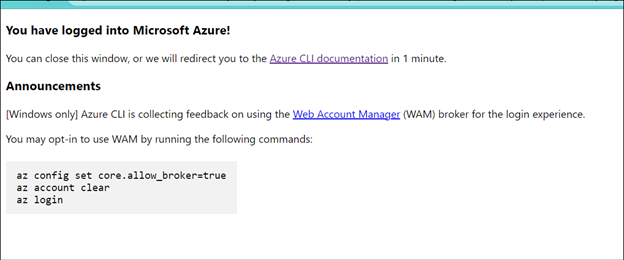 You have logged into Microsoft Azure!
You can close this window, or we will redirect you to the Azure CLI documentation in 1 minute.
Announcements
[Windows only] Azure CLI is collecting feedback on using the Web Account Manager (WAM) broker for the login experience.
You may opt-in to use WAM by running the following commands:
az config set core.allow_broker=true
az account clear
az login